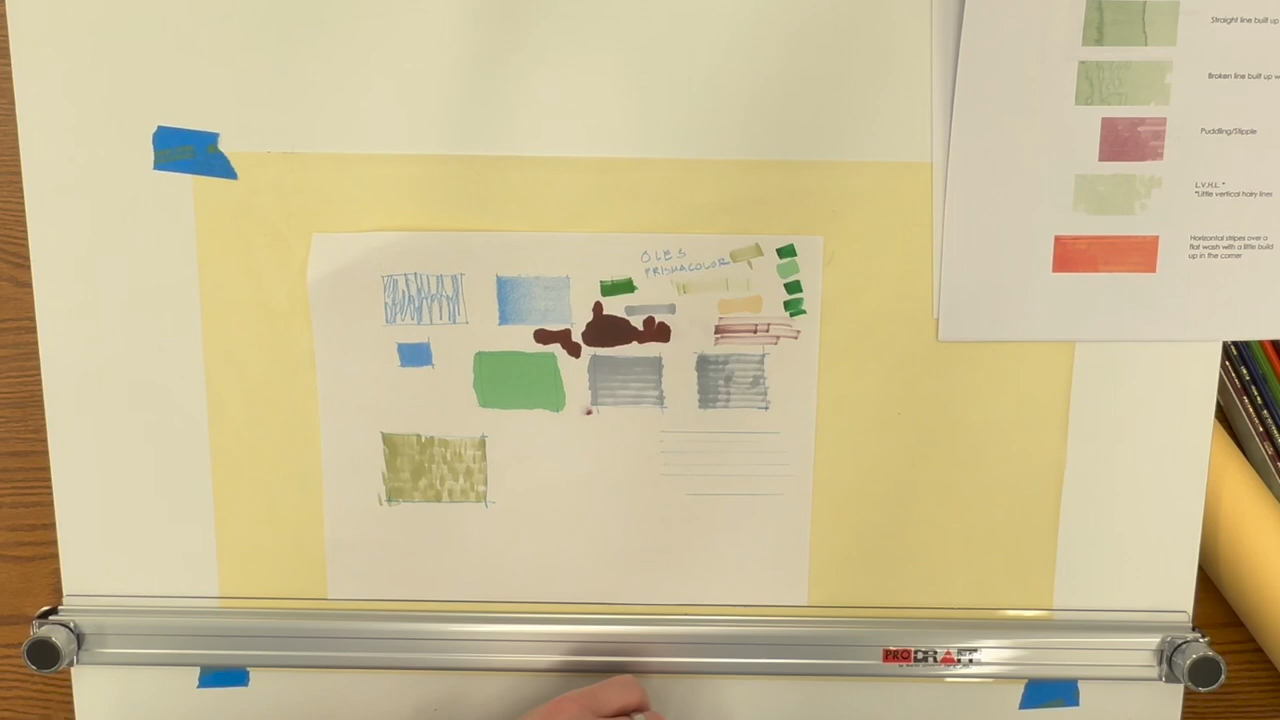 Straight line built up
Broken line built up w
Puddling/Stipple
L.V.H.L. *
*Little vertical hairy lines
Horizontal stripes over a
flat wash with a little build
up in the corner
OLES
PRISMACOLOR
PRO DRAFT